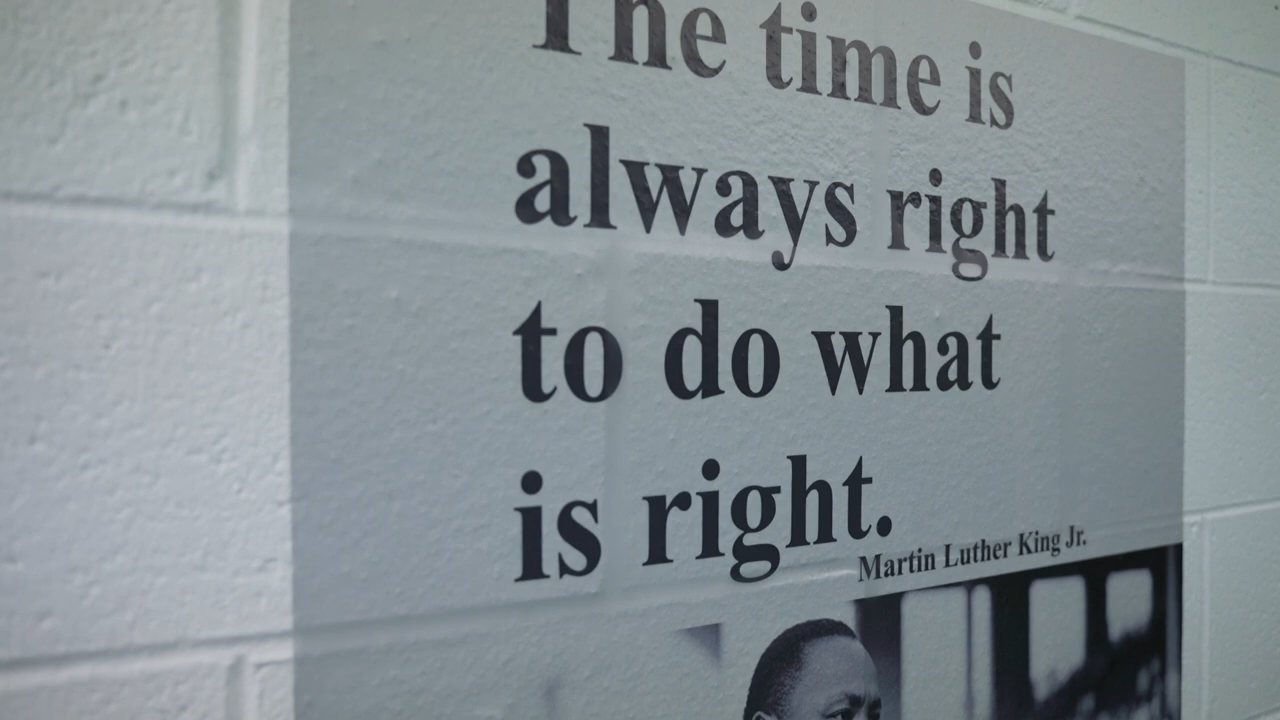 The time is
always right
to do what
is right.
Martin Luther King Jr.